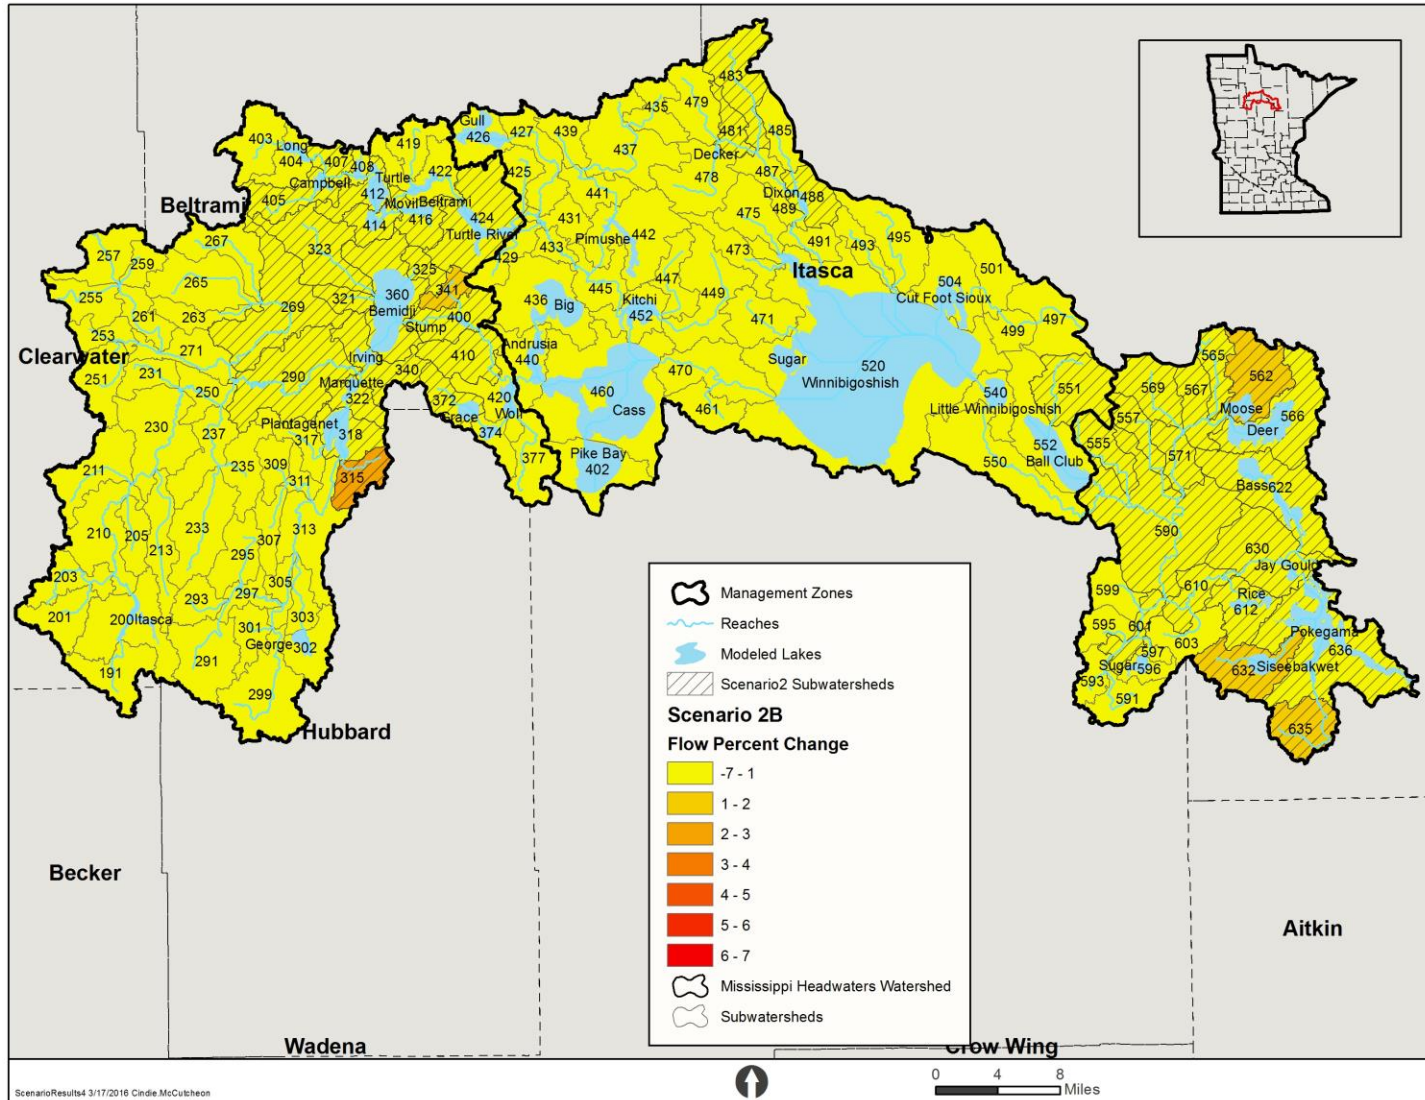 483
Gull
426
427
439
435
479
481
485
403
Long
404
407
408
419
422
437
Decker
478
487
Campbell
Turtle
412
Movil
Beltrami
425
441
Dixon
488
489
405
414
416
424
Turtle River
431
Pimushe
442
475
491
493
495
Beltrami
267
257
259
323
325
429
433
473
Itasca
501
255
265
321
360
Bemidji
341
436
Big
445
447
449
Kitchi
452
504
Cut Foot Sioux
497
499
253
261
263
269
Stump
400
471
Clearwater
251
271
231
Irving
Andrusia
440
Sugar
520
Winnibigoshish
250
290
Marquette
340
410
470
565
562
569
567
322
372
420
460
Cass
461
540
Little Winnibigoshish
551
230
237
Plantagenet
317
318
Grace
374
Wolf
557
Moose
566
Deer
211
235
309
311
315
377
Pike Bay
402
552
Ball Club
550
555
571
Bass
622
210
205
213
233
307
313
590
630
Jay Gould
203
295
305
599
610
Rice
612
201
200
Itasca
293
297
303
595
601
603
Pokegama
636
301
George
302
597
Sugar
596
632
Siseebakwet
191
291
299
593
591
635
Hubbard
Management Zones
Reaches
Modeled Lakes
Scenario2 Subwatersheds
Scenario 2B
Flow Percent Change
-7 - 1
1 - 2
2 - 3
3 - 4
4 - 5
5 - 6
6 - 7
Mississippi Headwaters Watershed
Subwatersheds
Becker
Aitkin
Wadena
Crow Wing
0 4 8
Miles
ScenarioResults4 3/17/2016 Cindie.McCutcheon